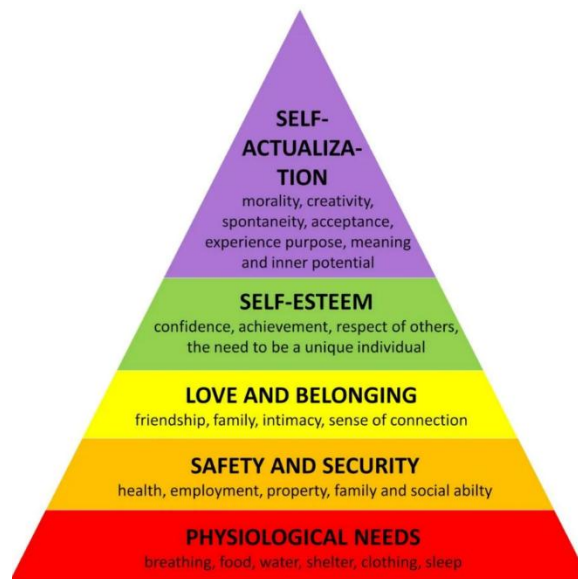 SELF-
ACTUALIZA-
TION
morality, creativity,
spontaneity, acceptance,
experience purpose, meaning
and inner potential
SELF-ESTEEM
confidence, achievement, respect of others,
the need to be a unique individual
LOVE AND BELONGING
friendship, family, intimacy, sense of connection
SAFETY AND SECURITY
health, employment, property, family and social abilty
PHYSIOLOGICAL NEEDS
breathing, food, water, shelter, clothing, sleep